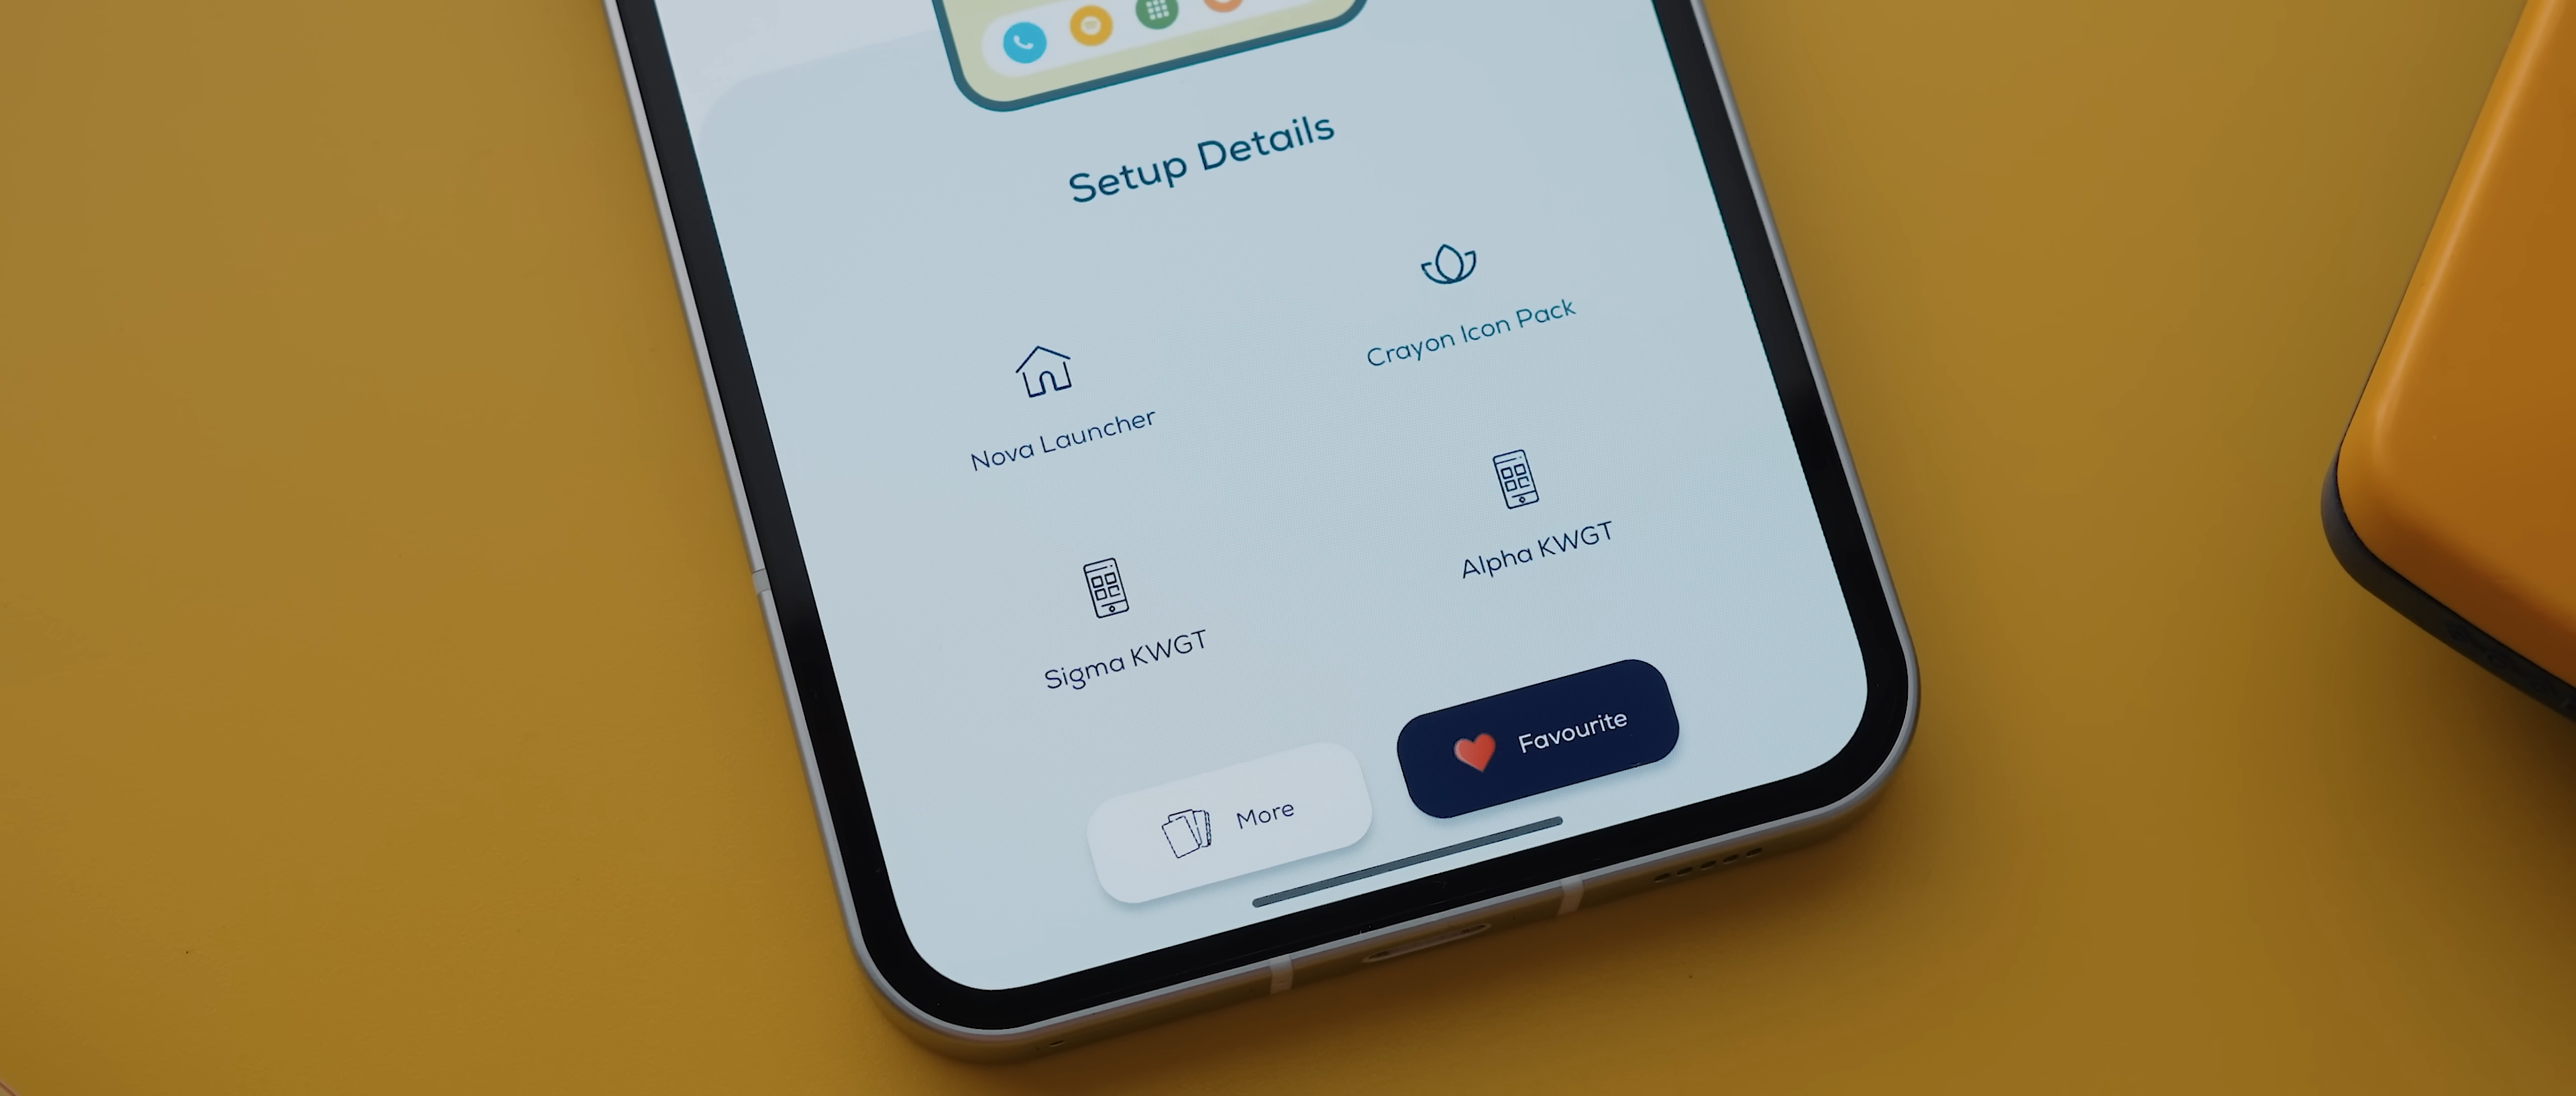 Setup Details
Nova Launcher
Crayon Icon Pack
Sigma KWGT
Alpha KWGT
More
Favourite